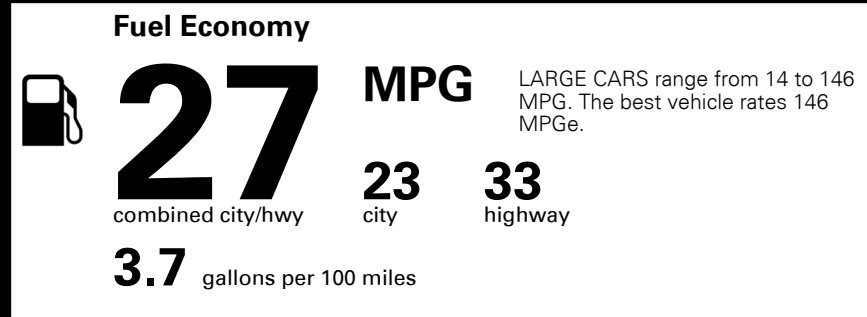 Fuel Economy
27 MPG
LARGE CARS range from 14 to 146
MPG. The best vehicle rates 146
MPGe.
23 33
combined city/hwy city highway
3.7 gallons per 100 miles